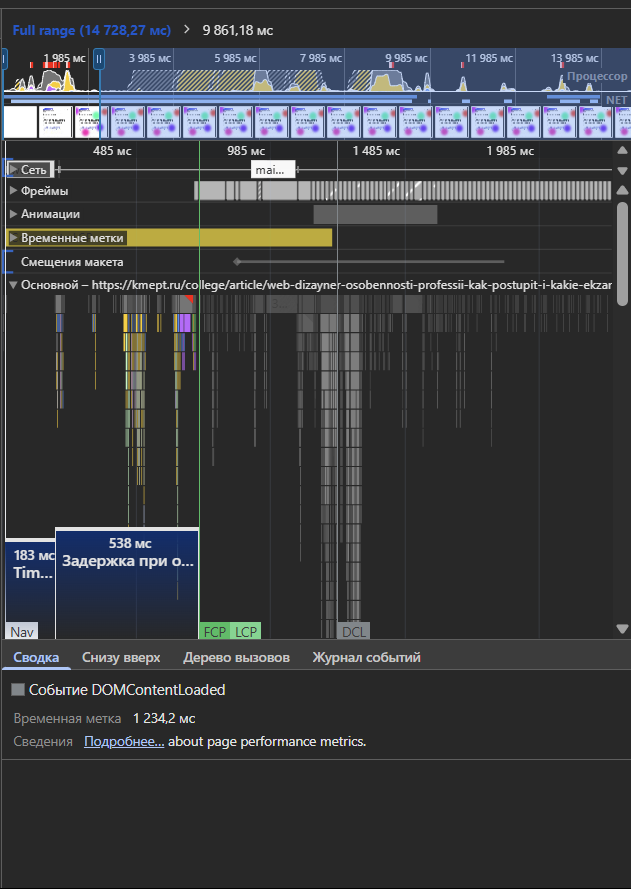 Full range (14 728,27 мс) > 9 861,18 мс
1 985 мс 3 985 мс 5 985 мс 7 985 мс 9 985 мс 11 985 мс 13 985 мс
Процессор
NET
485 мс 985 мс 1 485 мс 1 985 мс
Сеть mai...
Фреймы
Анимации
Временные метки
Смещения макета
Основной – https://kmept.ru/college/article/web-dizayner-osobennosti-professii-kak-postupit-i-kakie-ekzar
З...
183 мс 538 мс
Tim... Задержка при о...
Nav FCP LCP DCL
Сводка Снизу вверх Дерево вызовов Журнал событий
Событие DOMContentLoaded
Временная метка 1 234,2 мс
Сведения Подробнее... about page performance metrics.